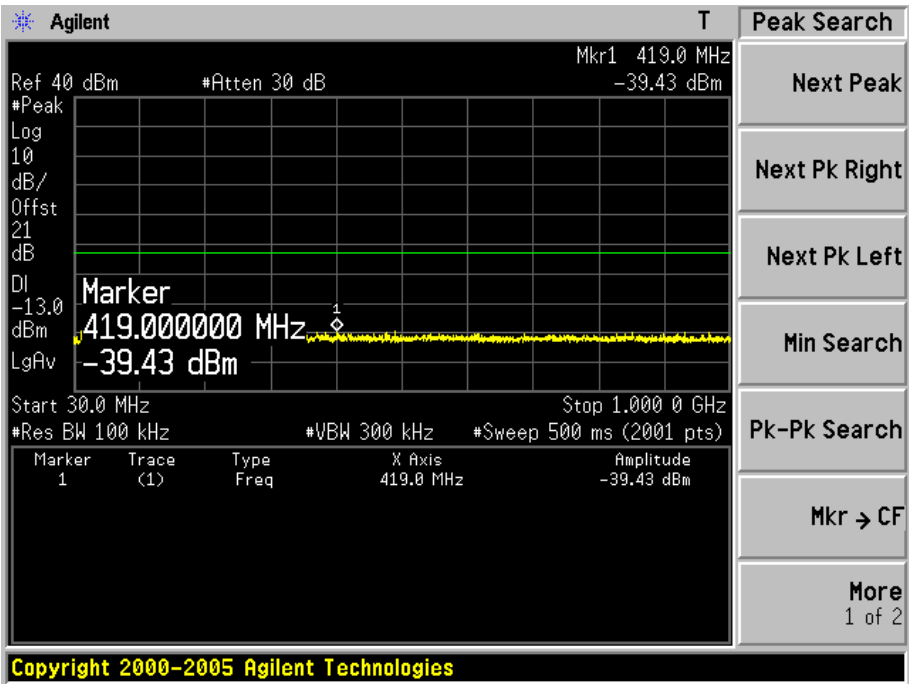 Agilent T Peak Search
Mkr1 419.0 MHz
Ref 40 dBm #Atten 30 dB -39.43 dBm
#Peak
Log
10
dB/
Offst
21
dB
DI
-13.0
dBm
LgAv
1
Marker
419.000000 MHz
-39.43 dBm
Start 30.0 MHz Stop 1.000 0 GHz
#Res BW 100 kHz #VBW 300 kHz #Sweep 500 ms (2001 pts)
Marker Trace Type X Axis Amplitude
1 (1) Freq 419.0 MHz -39.43 dBm
Next Peak
Next Pk Right
Next Pk Left
Min Search
Pk-Pk Search
Mkr → CF
More
1 of 2
Copyright 2000-2005 Agilent Technologies